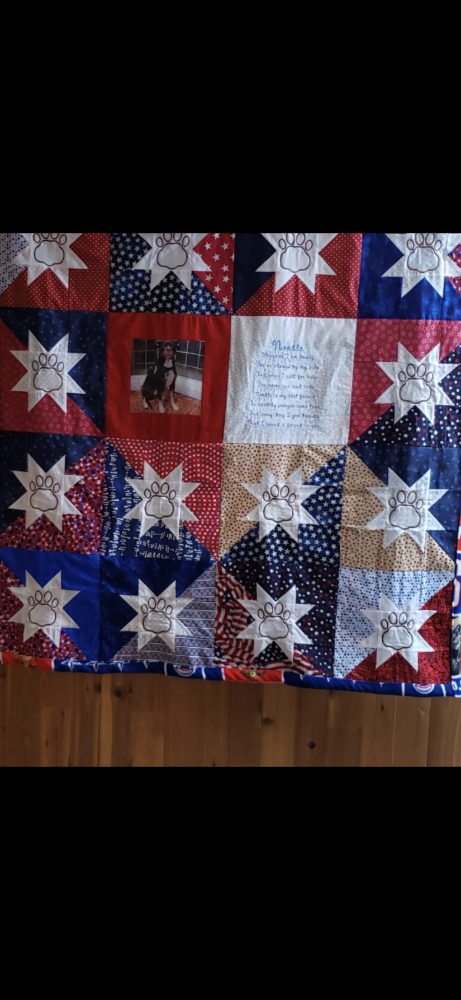 Noodle
Whenever I am lonely
You're always by my side
And when I call for help
You never run and hide
Noodle is my best friend
An earthly prayer come true
And every day I give thanks
That I found a friend in you